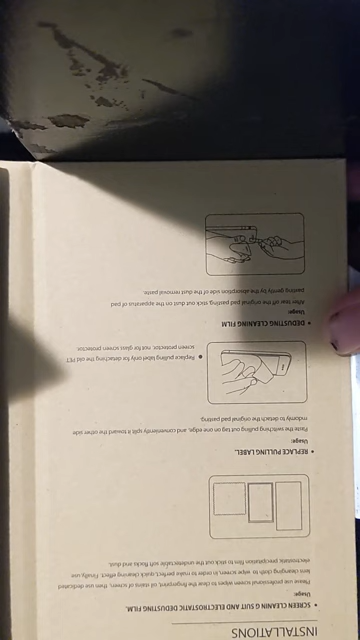 INSTALLATIONS
• SCREEN CLEANING GUIS AND ELECTROSTATIC DEDUSTING FILM.
Usage:
Please use professional screen wipes to clear the fingerprint, oil stains of screen, then use dedicated
lens cleanging cloth to wipe screen, in order to make perfect, quick cleaning effect. Finally, use
electrostatic precipitation film to stick out the undetectable soft flocks and dust.
• REPLACE PULLING LABEL.
Usage:
Paste the switching pulling out tag on one edge, and conveniently split it toward the other side
rndomly to detach the original pad pasting.
• Replace pulling label only for detaching the old PET
screen protector, not for glass screen protector.
• DEDUSTING CLEANING FILM
Usage:
After tear off the original pad pasting, stick out dust on the apparatus of pad
pasting gently by the absorption side of the dust removal paste.